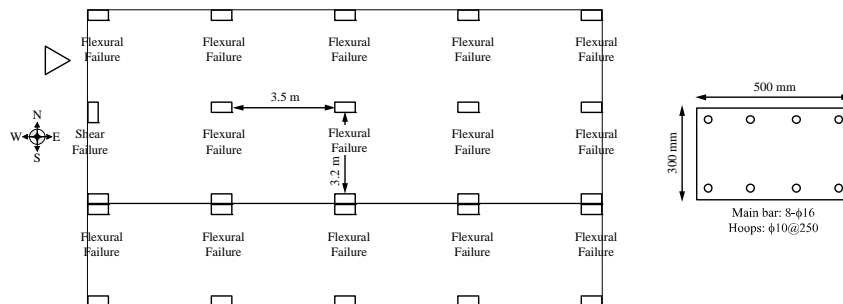 Flexural Flexural Flexural Flexural Flexural
Failure Failure Failure Failure Failure
3.5 m
N
W E
S
Shear Flexural Flexural Flexural Flexural
Failure Failure Failure Failure Failure
3.2 m
Flexural Flexural Flexural Flexural Flexural
Failure Failure Failure Failure Failure
500 mm
300 mm
Main bar: 8-ϕ16
Hoops: ϕ10@250